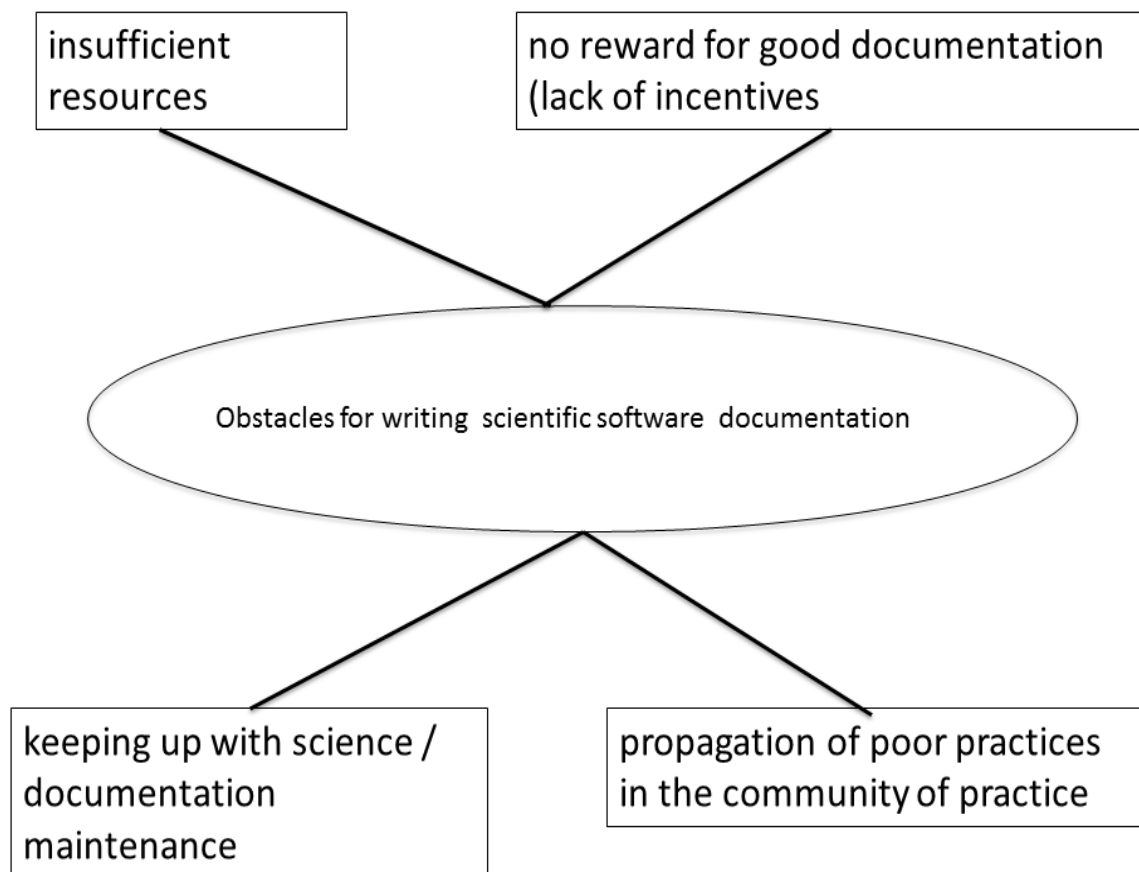 insufficient
resources
no reward for good documentation
(lack of incentives
Obstacles for writing scientific software documentation
keeping up with science /
documentation
maintenance
propagation of poor practices
in the community of practice